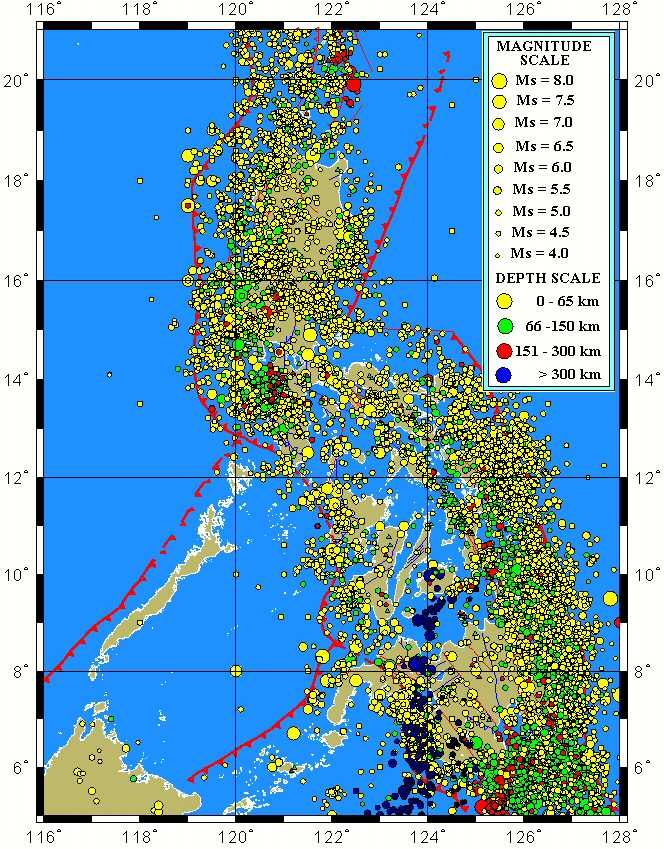 116° 118° 120° 122° 124° 126° 128°
MAGNITUDE
SCALE
Ms = 8.0
Ms = 7.5
Ms = 7.0
Ms = 6.5
Ms = 6.0
Ms = 5.5
Ms = 5.0
Ms = 4.5
Ms = 4.0
DEPTH SCALE
0 - 65 km
66 -150 km
151 - 300 km
> 300 km
20° 20°
18° 18°
16° 16°
14° 14°
12° 12°
10° 10°
8° 8°
6° 6°
116° 118° 120° 122° 124° 126° 128°